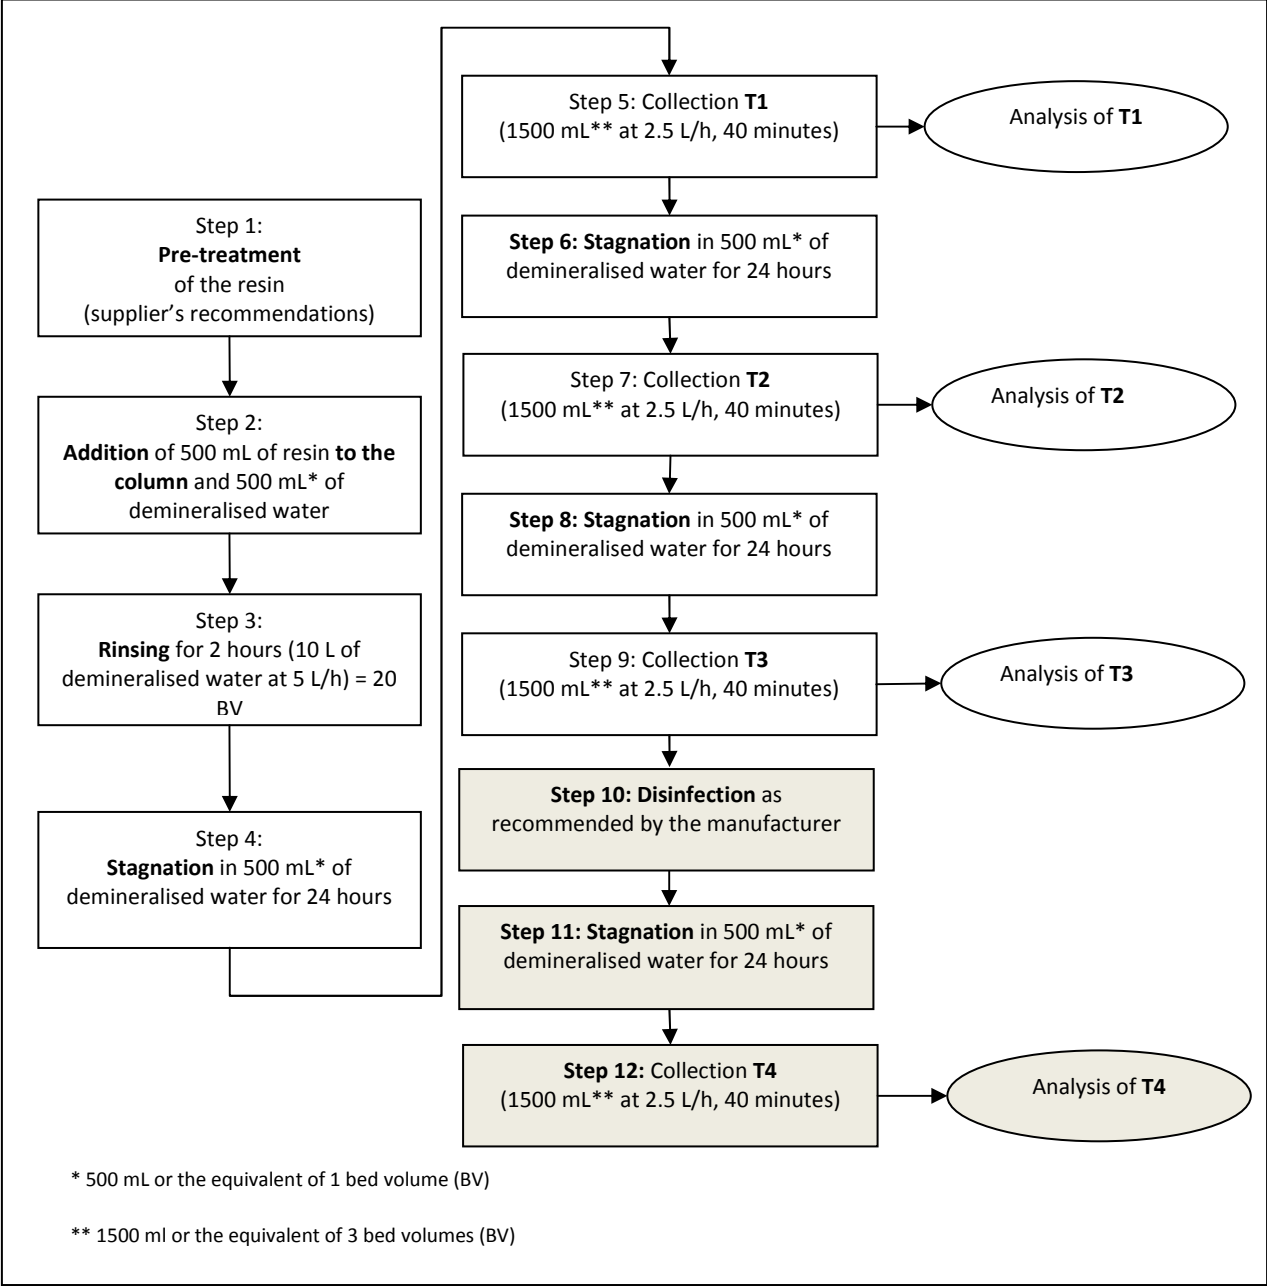 Step 1:
Pre-treatment
of the resin
(supplier’s recommendations)
Step 2:
Addition of 500 mL of resin to the
column and 500 mL* of
demineralised water
Step 3:
Rinsing for 2 hours (10 L of
demineralised water at 5 L/h) = 20
BV
Step 4:
Stagnation in 500 mL* of
demineralised water for 24 hours
Step 5: Collection T1
(1500 mL** at 2.5 L/h, 40 minutes)
Analysis of T1
Step 6: Stagnation in 500 mL* of
demineralised water for 24 hours
Step 7: Collection T2
(1500 mL** at 2.5 L/h, 40 minutes)
Analysis of T2
Step 8: Stagnation in 500 mL* of
demineralised water for 24 hours
Step 9: Collection T3
(1500 mL** at 2.5 L/h, 40 minutes)
Analysis of T3
Step 10: Disinfection as
recommended by the manufacturer
Step 11: Stagnation in 500 mL* of
demineralised water for 24 hours
Step 12: Collection T4
(1500 mL** at 2.5 L/h, 40 minutes)
Analysis of T4
* 500 mL or the equivalent of 1 bed volume (BV)
** 1500 ml or the equivalent of 3 bed volumes (BV)